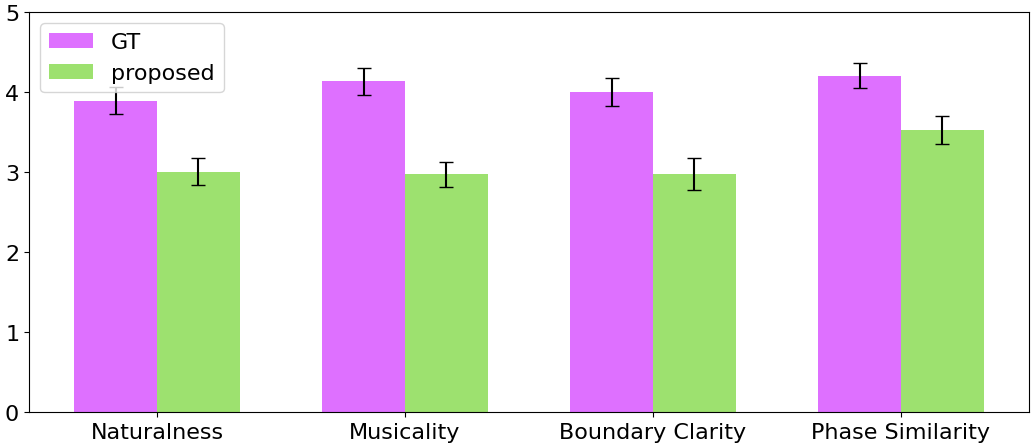 5
4
3
2
1
0
GT
proposed
Naturalness
Musicality
Boundary Clarity
Phase Similarity